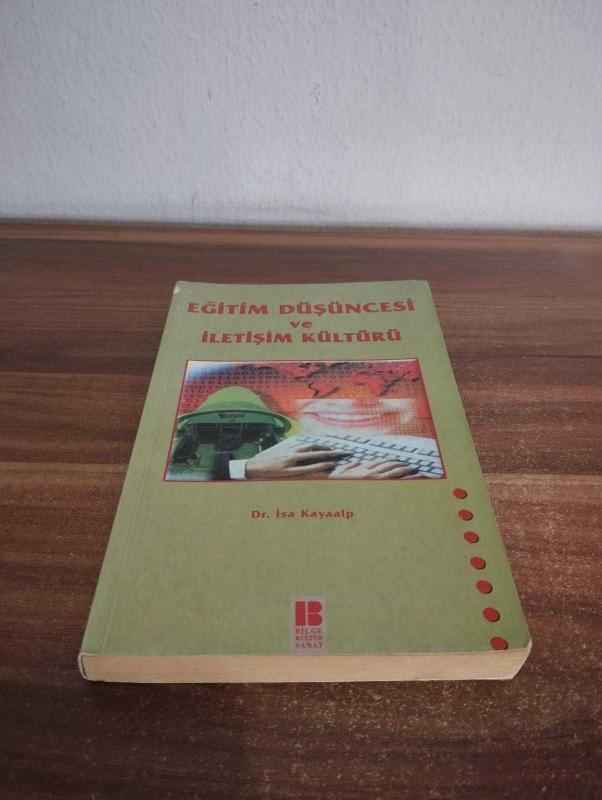 EĞİTİM DÜŞÜNCESİ
ve
İLETİŞİM KÜLTÜRÜ
Dr. İsa Kayaalp
B
BİLGE
KÜLTÜR
SANAT